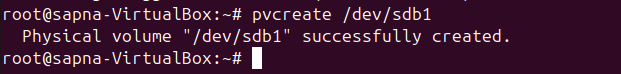 root@sapna-VirtualBox:~# pvcreate /dev/sdb1
  Physical volume "/dev/sdb1" successfully created.
root@sapna-VirtualBox:~#